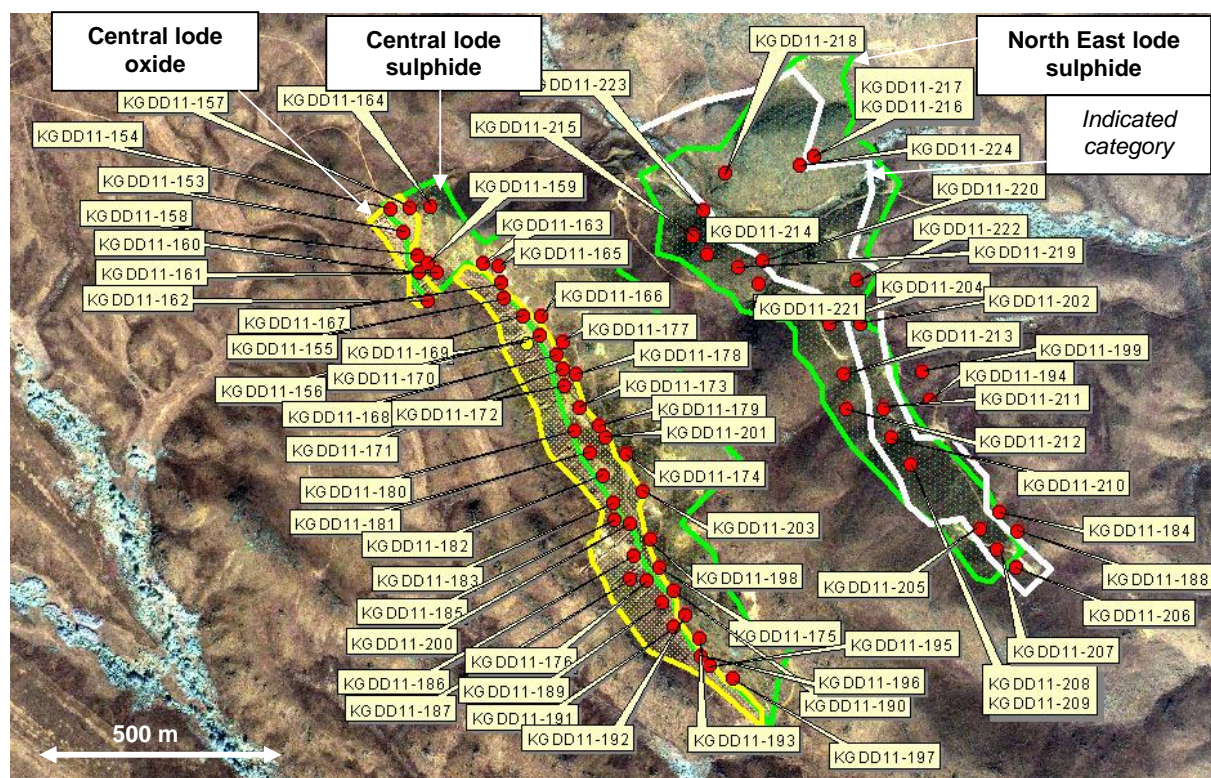 Central lode
oxide
Central lode
sulphide
North East lode
sulphide
Indicated
category
KGDD11-218
KGDD11-223
KGDD11-217
KGDD11-216
KGDD11-157
KGDD11-164
KGDD11-154
KGDD11-215
KGDD11-224
KGDD11-153
KGDD11-159
KGDD11-220
KGDD11-158
KGDD11-163
KGDD11-214
KGDD11-222
KGDD11-160
KGDD11-165
KGDD11-219
KGDD11-161
KGDD11-204
KGDD11-162
KGDD11-166
KGDD11-221
KGDD11-202
KGDD11-167
KGDD11-177
KGDD11-213
KGDD11-155
KGDD11-169
KGDD11-178
KGDD11-199
KGDD11-170
KGDD11-194
KGDD11-156
KGDD11-173
KGDD11-211
KGDD11-168
KGDD11-172
KGDD11-179
KGDD11-201
KGDD11-212
KGDD11-171
KGDD11-174
KGDD11-210
KGDD11-180
KGDD11-203
KGDD11-181
KGDD11-184
KGDD11-182
KGDD11-183
KGDD11-198
KGDD11-205
KGDD11-188
KGDD11-185
KGDD11-206
KGDD11-200
KGDD11-175
KGDD11-195
KGDD11-207
KGDD11-176
KGDD11-186
KGDD11-196
KGDD11-208
KGDD11-209
KGDD11-189
KGDD11-190
KGDD11-187
KGDD11-191
KGDD11-192
KGDD11-193
KGDD11-197
500 m